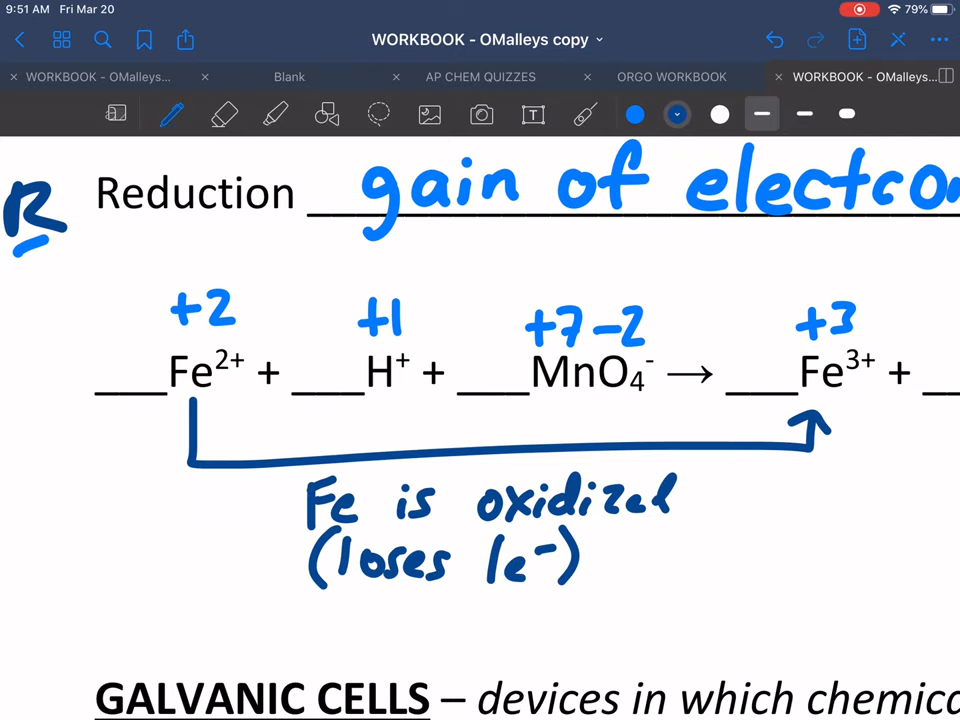 9:51 AM Fri Mar 20 79%
WORKBOOK - OMalleys copy
WORKBOOK - OMalleys... Blank AP CHEM QUIZZES ORGO WORKBOOK WORKBOOK - OMalleys...
R Reduction gain of electro
+2 +1 +7 -2 +3
___Fe²⁺ + ___H⁺ + ___MnO₄⁻ → ___Fe³⁺ + __
Fe is oxidized
(loses 1e⁻)
GALVANIC CELLS – devices in which chemica